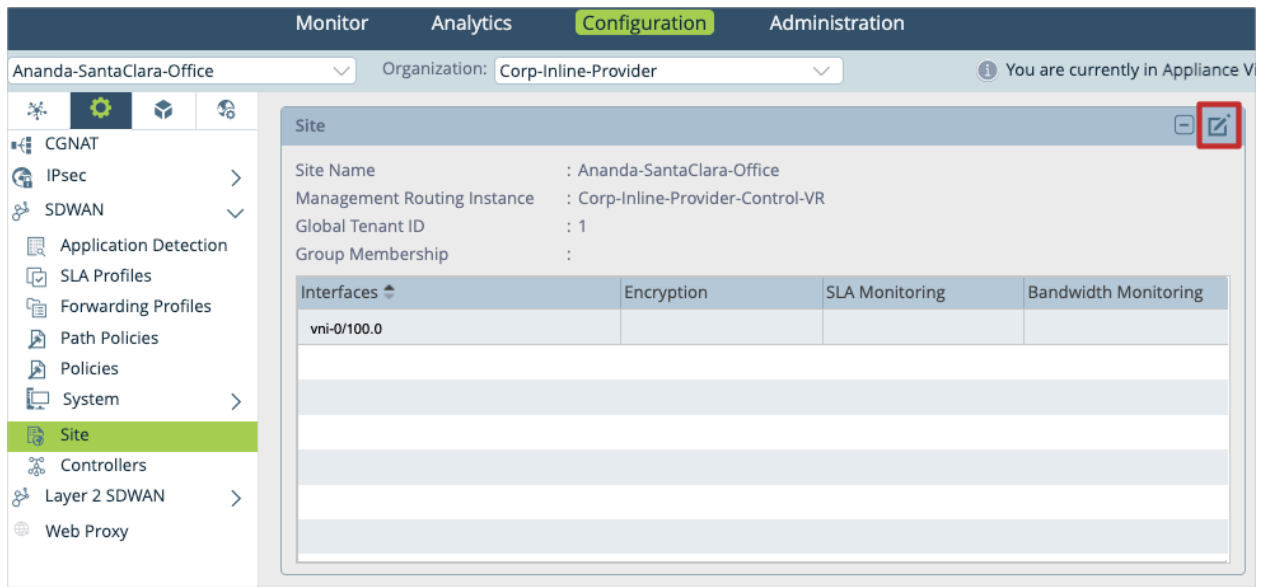 Monitor Analytics Configuration Administration
Ananda-SantaClara-Office Organization: Corp-Inline-Provider You are currently in Appliance Vi
CGNAT
IPsec
SDWAN
Application Detection
SLA Profiles
Forwarding Profiles
Path Policies
Policies
System
Site
Controllers
Layer 2 SDWAN
Web Proxy
Site
Site Name : Ananda-SantaClara-Office
Management Routing Instance : Corp-Inline-Provider-Control-VR
Global Tenant ID : 1
Group Membership :
Interfaces Encryption SLA Monitoring Bandwidth Monitoring
vni-0/100.0